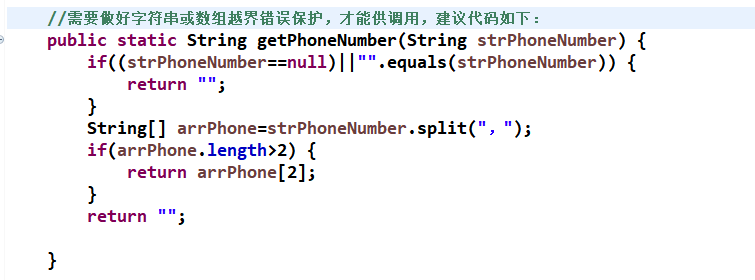 //需要做好字符串或数组越界错误保护，才能供调用，建议代码如下：
public static String getPhoneNumber(String strPhoneNumber) {
if((strPhoneNumber==null)||"".equals(strPhoneNumber)) {
return "";
}
String[] arrPhone=strPhoneNumber.split("，");
if(arrPhone.length>2) {
return arrPhone[2];
}
return "";
}